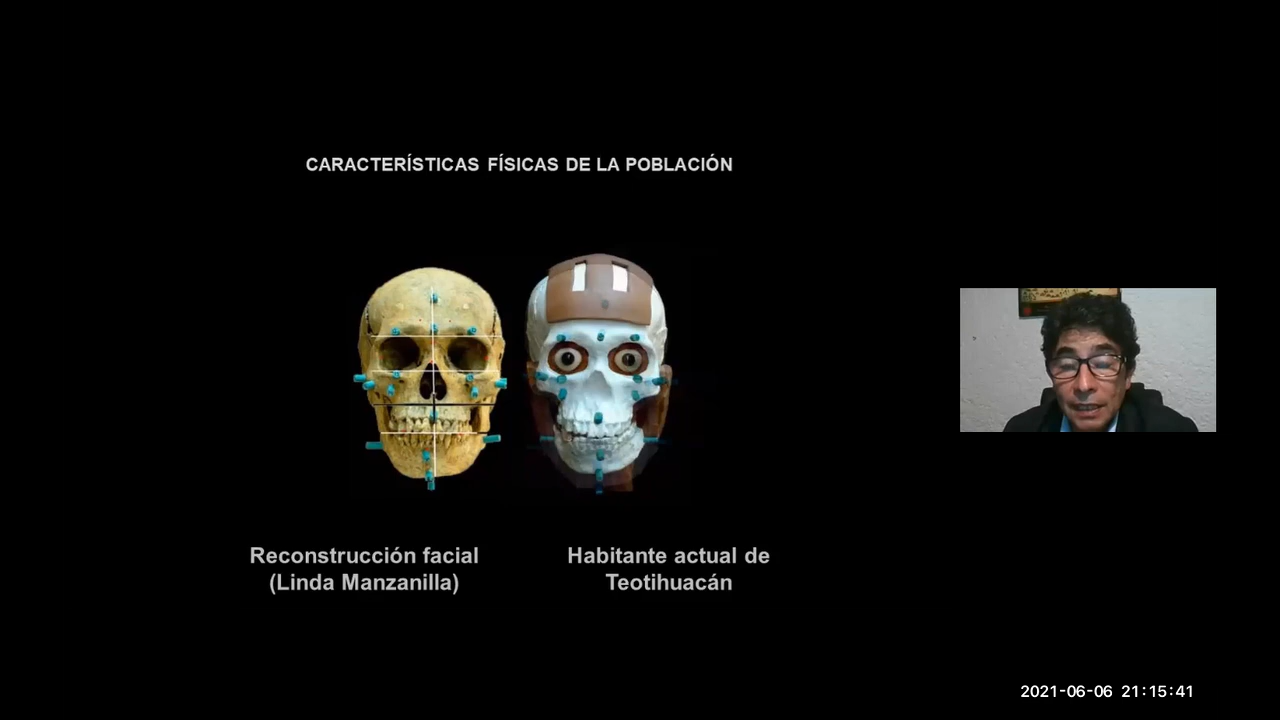 CARACTERÍSTICAS FÍSICAS DE LA POBLACIÓN
Reconstrucción facial
(Linda Manzanilla)
Habitante actual de
Teotihuacán
2021-06-06 21:15:41